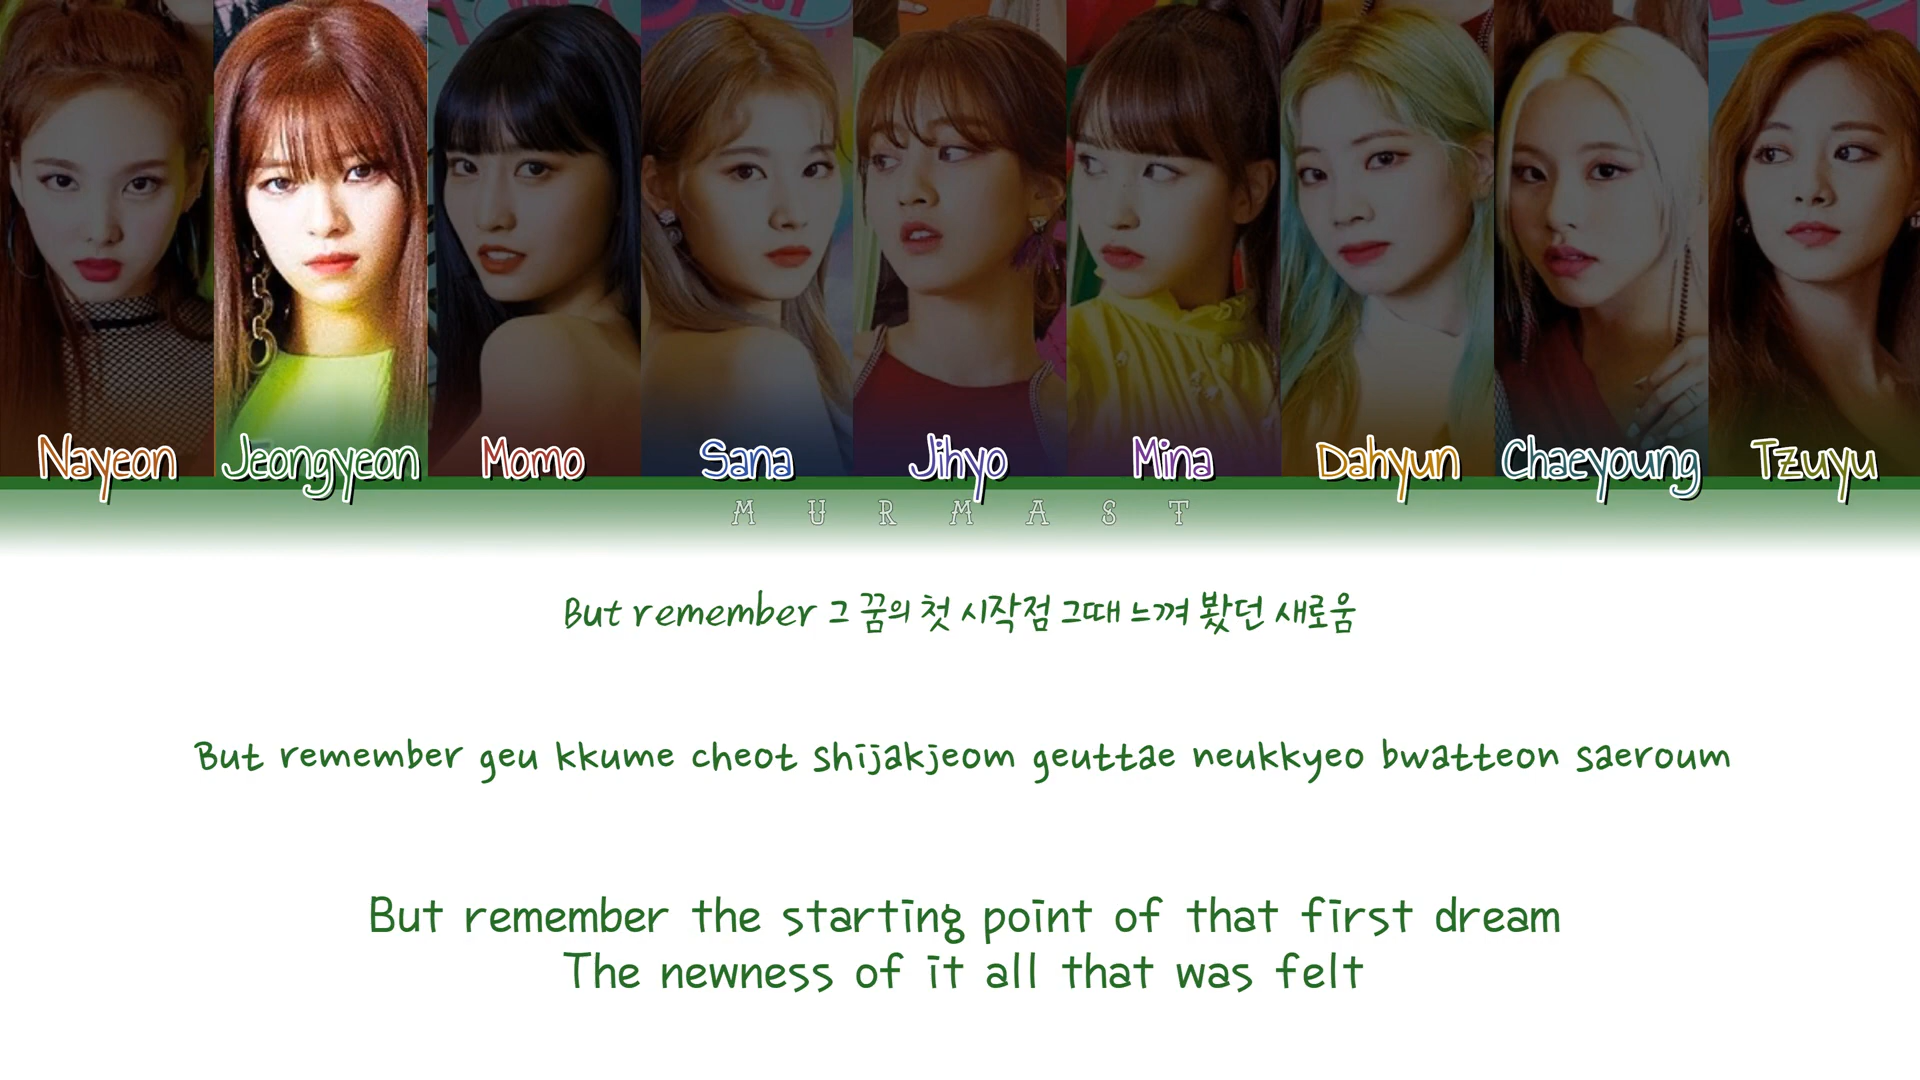 Nayeon Jeongyeon Momo Sana Jihyo Mina Dahyun Chaeyoung Tzuyu
MURMAST
But remember 그 꿈의 첫 시작점 그때 느껴 봤던 새로움
But remember geu kkume cheot shijakjeom geuttae neukkyeo bwatteon saeroum
But remember the starting point of that first dream
The newness of it all that was felt